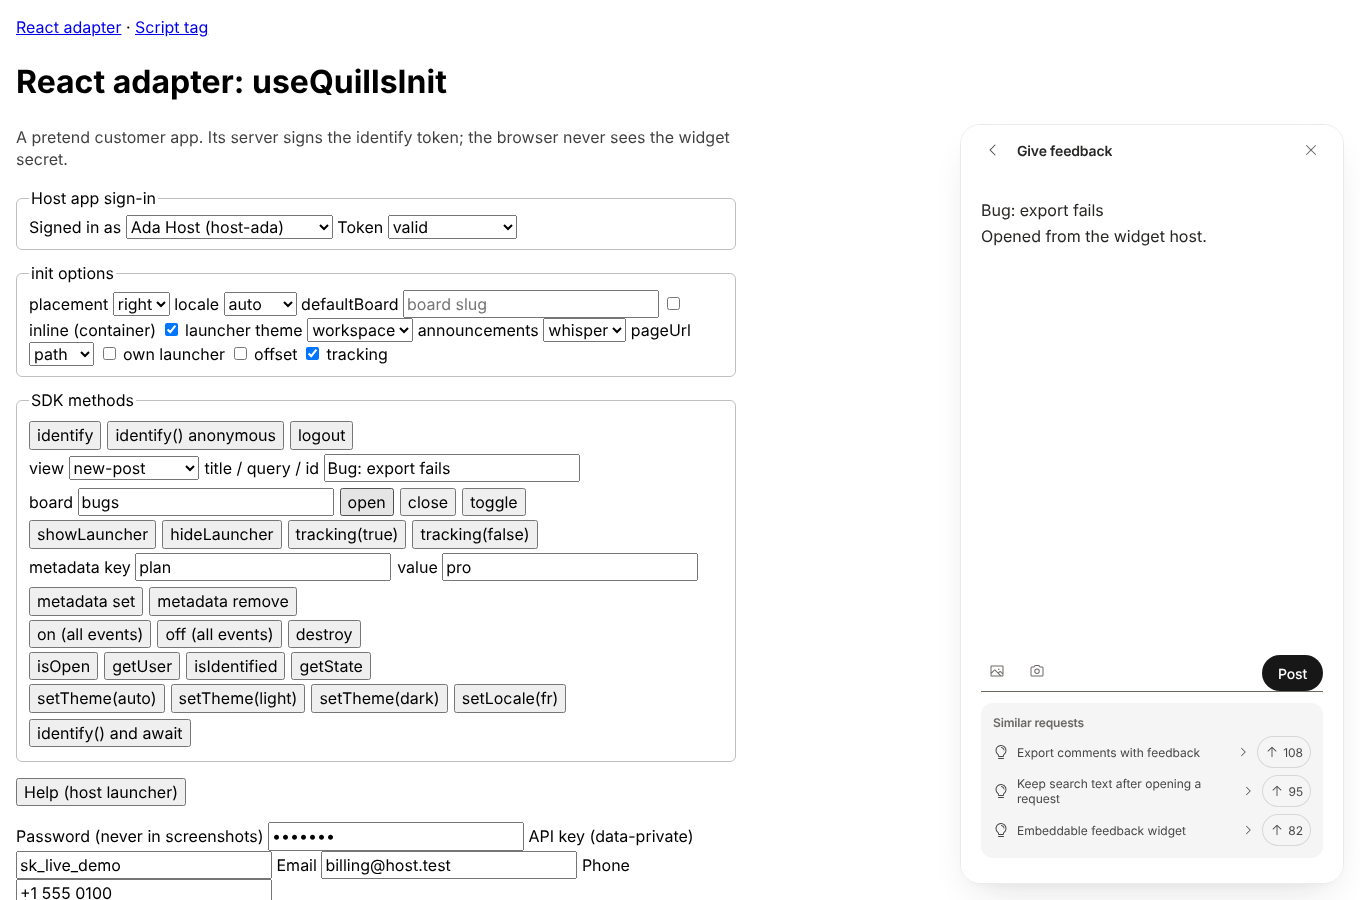 React adapter · Script tag
React adapter: useQuillsInit
A pretend customer app. Its server signs the identify token; the browser never sees the widget
secret.
Host app sign-in
Signed in as Ada Host (host-ada) Token valid
init options
placement right locale auto defaultBoard board slug
inline (container) launcher theme workspace announcements whisper pageUrl
path own launcher offset tracking
SDK methods
identify identify() anonymous logout
view new-post title / query / id Bug: export fails
board bugs open close toggle
showLauncher hideLauncher tracking(true) tracking(false)
metadata key plan value pro
metadata set metadata remove
on (all events) off (all events) destroy
isOpen getUser isIdentified getState
setTheme(auto) setTheme(light) setTheme(dark) setLocale(fr)
identify() and await
Help (host launcher)
Password (never in screenshots) ••••••• API key (data-private)
sk_live_demo Email billing@host.test Phone
+1 555 0100
Give feedback
Bug: export fails
Opened from the widget host.
Post
Similar requests
Export comments with feedback 108
Keep search text after opening a
request 95
Embeddable feedback widget 82